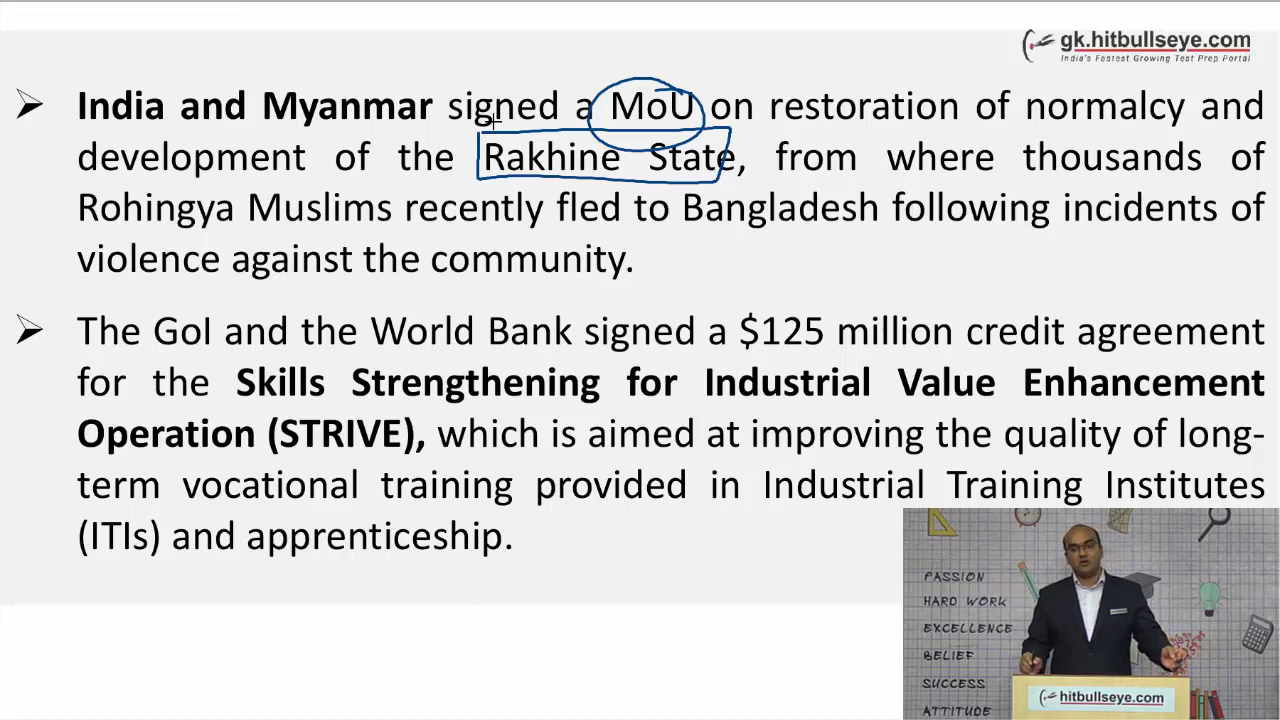 gk.hitbullseye.com
India's Fastest Growing Test Prep Portal
➢ India and Myanmar signed a MoU on restoration of normalcy and
development of the Rakhine State, from where thousands of
Rohingya Muslims recently fled to Bangladesh following incidents of
violence against the community.
➢ The GoI and the World Bank signed a $125 million credit agreement
for the Skills Strengthening for Industrial Value Enhancement
Operation (STRIVE), which is aimed at improving the quality of long-
term vocational training provided in Industrial Training Institutes
(ITIs) and apprenticeship.
PASSION
HARD WORK
EXCELLENCE
BELIEF
SUCCESS
ATTITUDE
hitbullseye.com